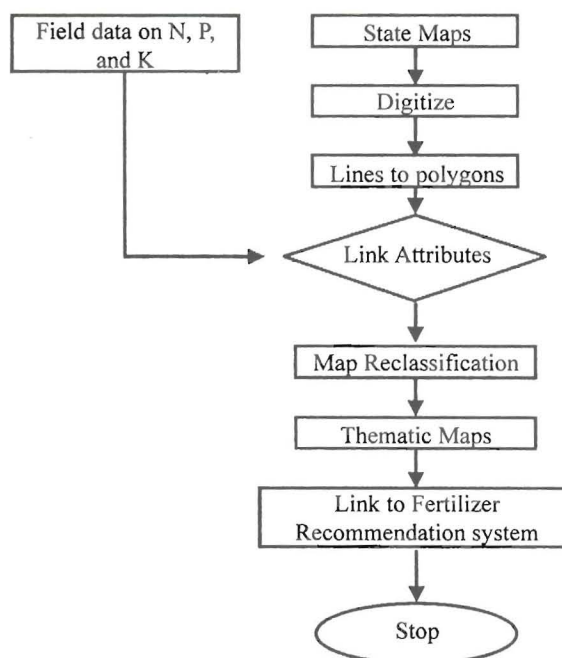 Field data on N, P,
and K
State Maps
Digitize
Lines to polygons
Link Attributes
Map Reclassification
Thematic Maps
Link to Fertilizer
Recommendation system
Stop